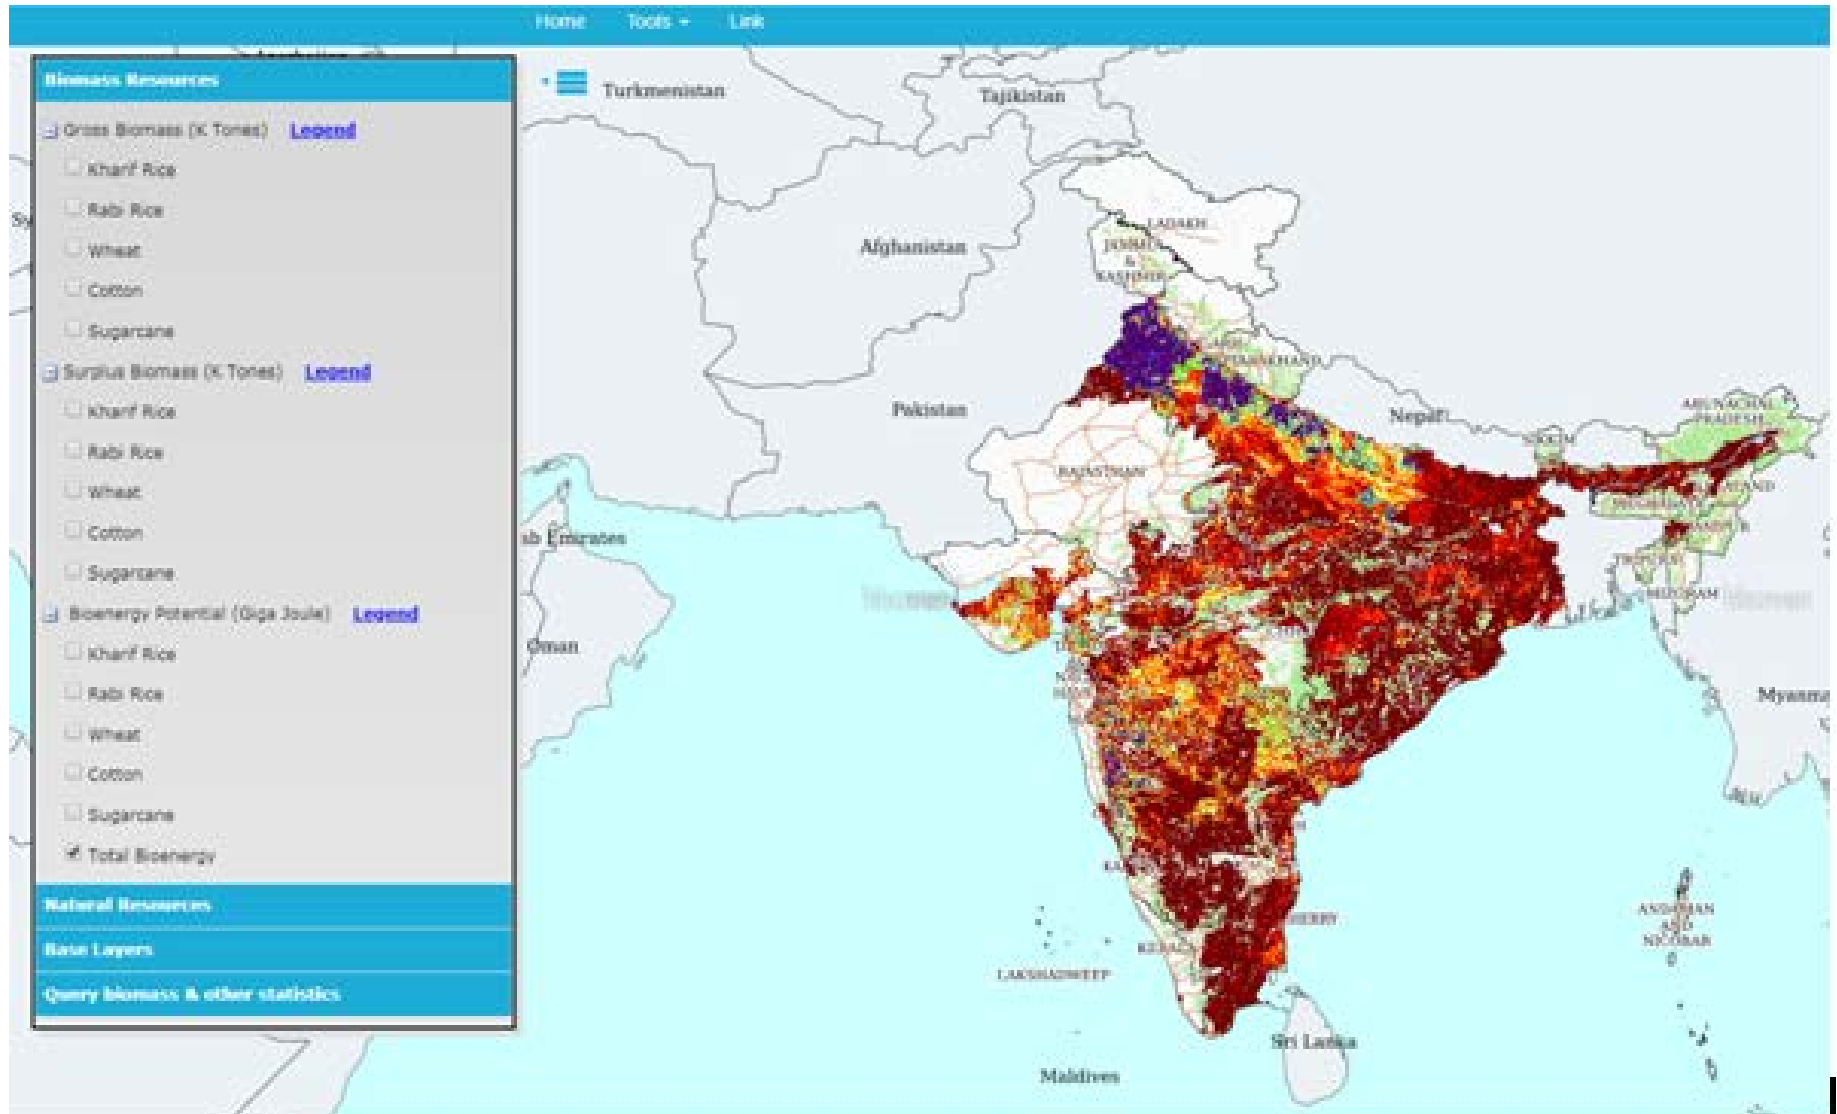 Home Tools Link
Biomass Resources
Gross Biomass (K Tones) Legend
Kharif Rice
Rabi Rice
Wheat
Cotton
Sugarcane
Surplus Biomass (K Tones) Legend
Kharif Rice
Rabi Rice
Wheat
Cotton
Sugarcane
Bioenergy Potential (Giga Joule) Legend
Kharif Rice
Rabi Rice
Wheat
Cotton
Sugarcane
Total Bioenergy
Natural Resources
Base Layers
Query biomass & other statistics
Turkmenistan
Tajikistan
Afghanistan
LADAKH
JAMMU
&
KASHMIR
Pakistan
Nepal
ARUNACHAL
PRADESH
SIKKIM
RAJASTHAN
MIZORAM
ab Emirates
Oman
Myanma
KERALA
LAKSHADWEEP
ANDAMAN
AND
NICOBAR
Sri Lanka
Maldives